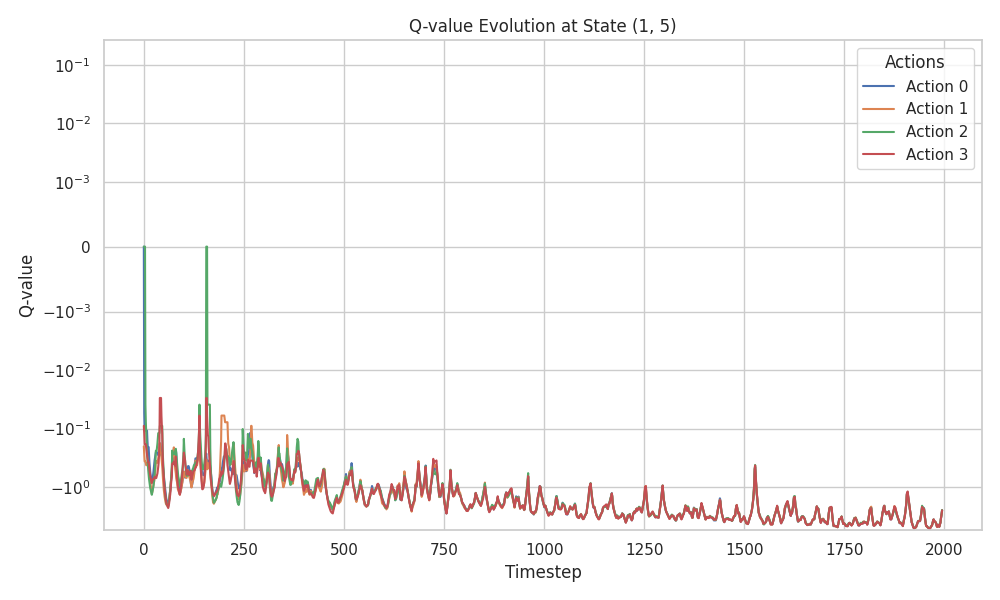 Q-value Evolution at State (1, 5)
Q-value
10⁻¹
10⁻²
10⁻³
0
−10⁻³
−10⁻²
−10⁻¹
−10⁰
Actions
Action 0
Action 1
Action 2
Action 3
0 250 500 750 1000 1250 1500 1750 2000
Timestep